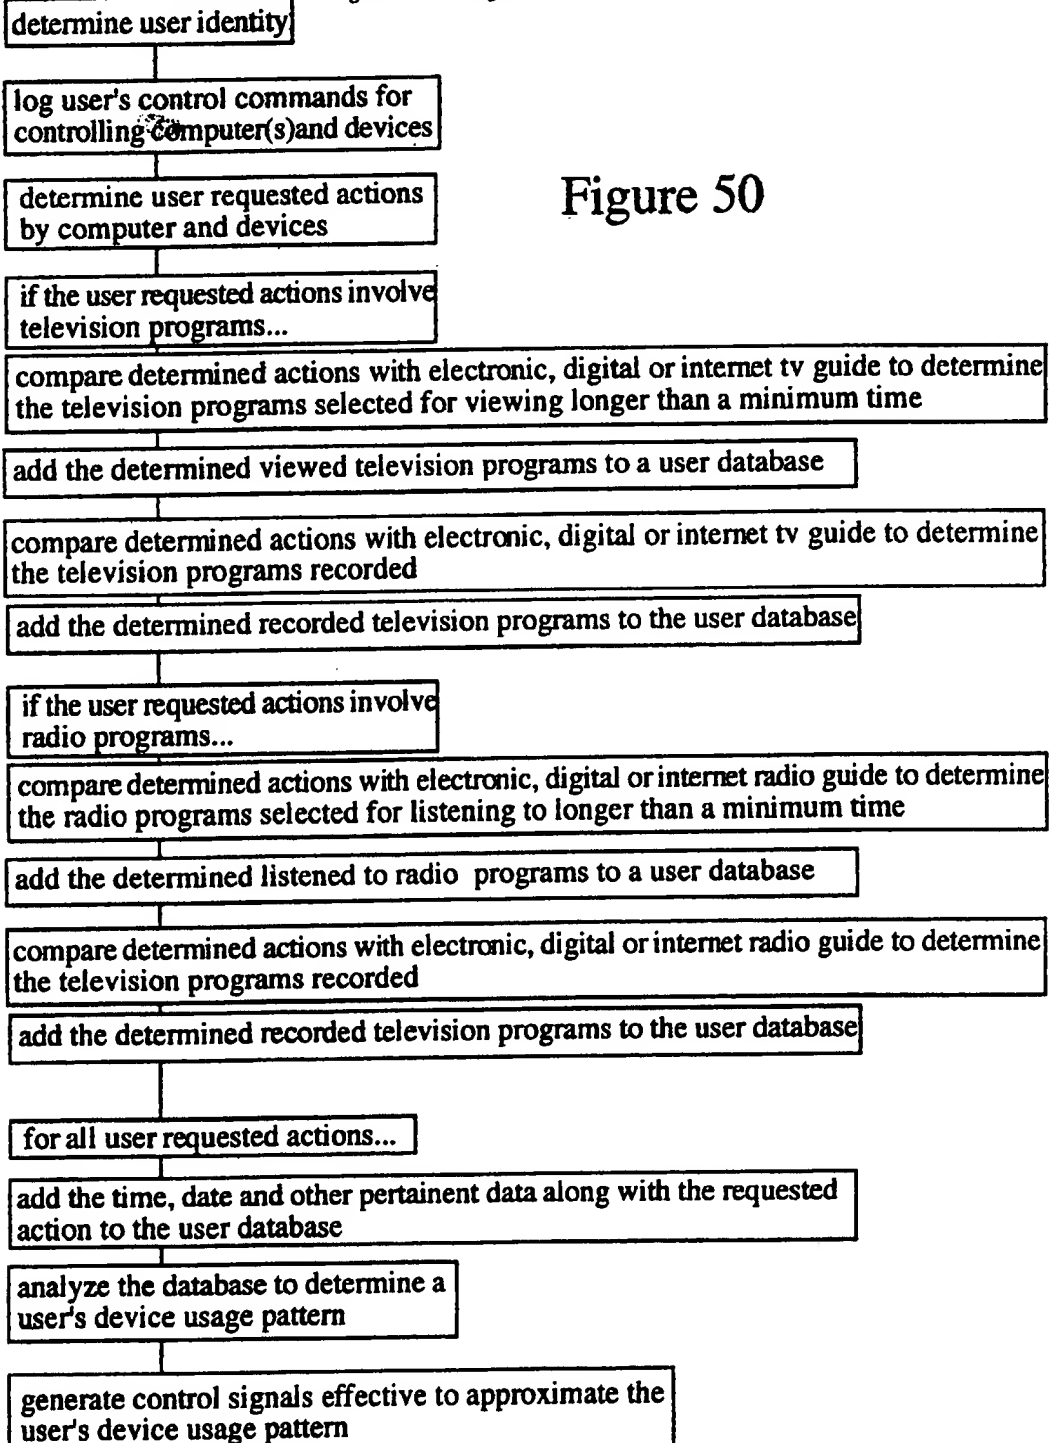 determine user identity
log user's control commands for
controlling computer(s)and devices
Figure 50
determine user requested actions
by computer and devices
if the user requested actions involve
television programs...
compare determined actions with electronic, digital or internet tv guide to determine
the television programs selected for viewing longer than a minimum time
add the determined viewed television programs to a user database
compare determined actions with electronic, digital or internet tv guide to determine
the television programs recorded
add the determined recorded television programs to the user database
if the user requested actions involve
radio programs...
compare determined actions with electronic, digital or internet radio guide to determine
the radio programs selected for listening to longer than a minimum time
add the determined listened to radio programs to a user database
compare determined actions with electronic, digital or internet radio guide to determine
the television programs recorded
add the determined recorded television programs to the user database
for all user requested actions...
add the time, date and other pertainent data along with the requested
action to the user database
analyze the database to determine a
user's device usage pattern
generate control signals effective to approximate the
user's device usage pattern